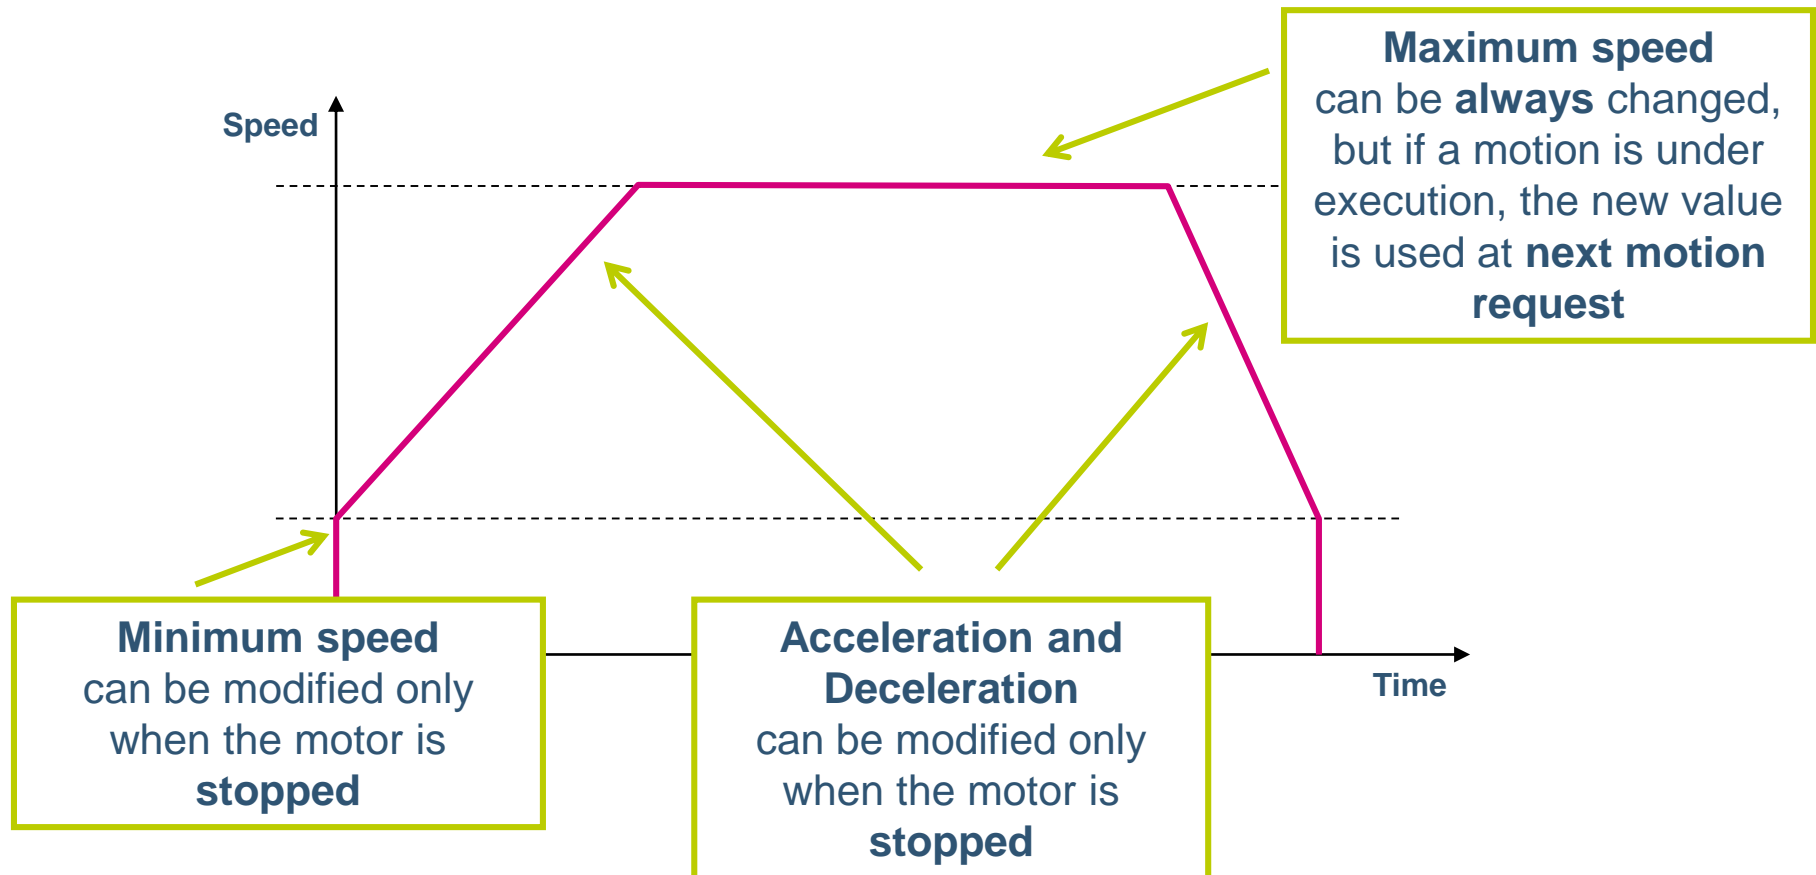 Maximum speed
can be always changed,
but if a motion is under
execution, the new value
is used at next motion
request
Speed
Minimum speed
can be modified only
when the motor is
stopped
Acceleration and
Deceleration
can be modified only
when the motor is
stopped
Time